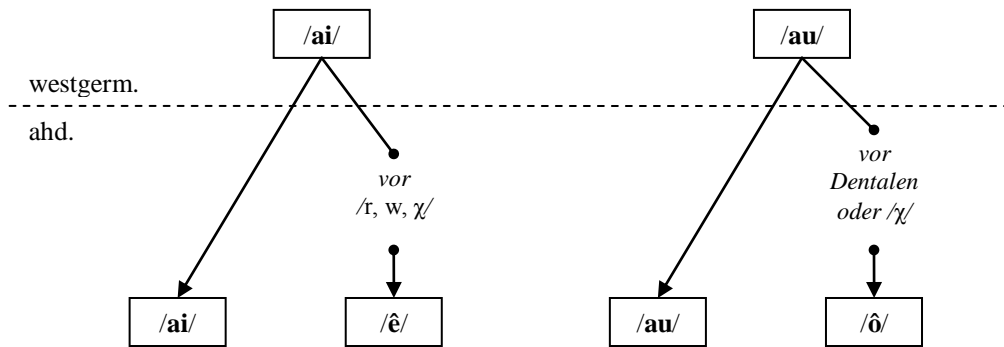 /ai/ /au/
westgerm.
ahd.
vor
/r, w, χ/
vor
Dentalen
oder /χ/
/ai/ /ê/ /au/ /ô/